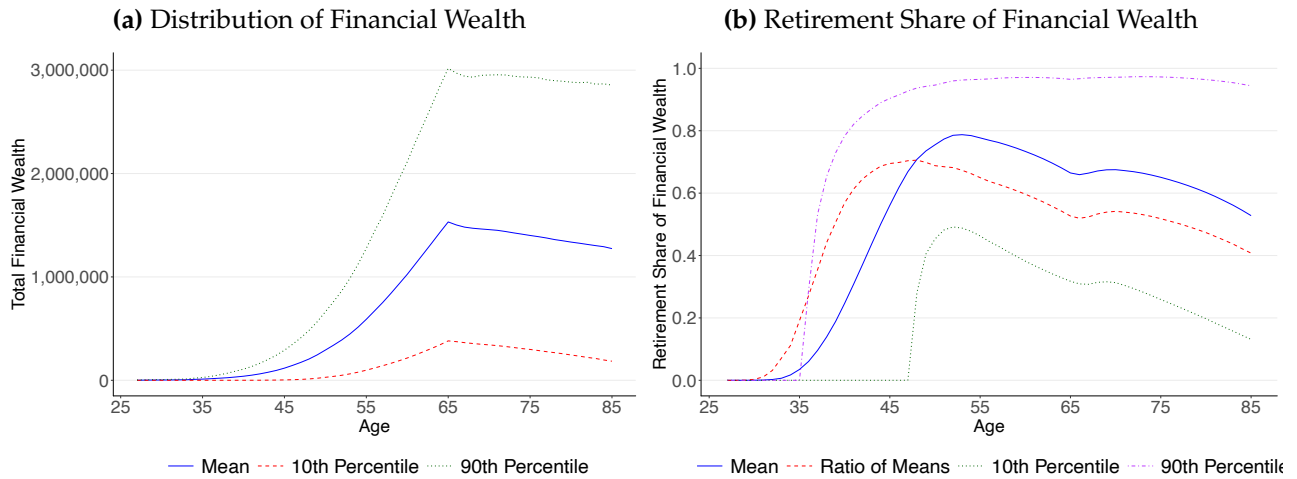 (a) Distribution of Financial Wealth
3,000,000
2,000,000
1,000,000
0
Total Financial Wealth
25 35 45 55 65 75 85
Age
Mean 10th Percentile 90th Percentile
(b) Retirement Share of Financial Wealth
1.0
0.8
0.6
0.4
0.2
0.0
Retirement Share of Financial Wealth
25 35 45 55 65 75 85
Age
Mean Ratio of Means 10th Percentile 90th Percentile